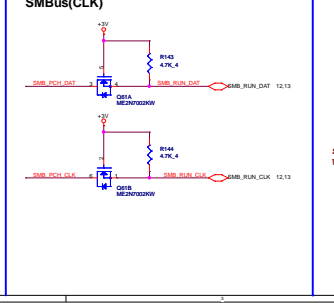 SMBus(CLK)
+3V
R143
4.7K_4
5
SMB_PCH_DAT 3 4 SMB_RUN_DAT SMB_RUN_DAT 12,13
Q61A
ME2N7002KW
+3V
R144
4.7K_4
2
SMB_PCH_CLK 6 1 SMB_RUN_CLK SMB_RUN_CLK 12,13
Q61B
ME2N7002KW
3